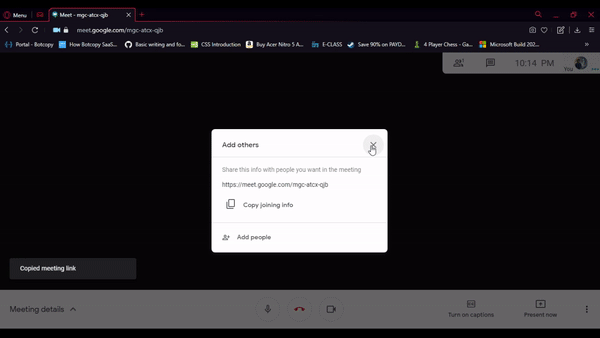 Menu
Meet - mgc-atcx-qjb
meet.google.com/mgc-atcx-qjb
Portal - Botcopy
How Botcopy SaaS...
Basic writing and fo...
CSS Introduction
Buy Acer Nitro 5 A...
E-CLASS
Save 90% on PAYD...
4 Player Chess - Ga...
Microsoft Build 202...
10:14 PM
You
Add others
Share this info with people you want in the meeting
https://meet.google.com/mgc-atcx-qjb
Copy joining info
Add people
Copied meeting link
Meeting details
Turn on captions
Present now